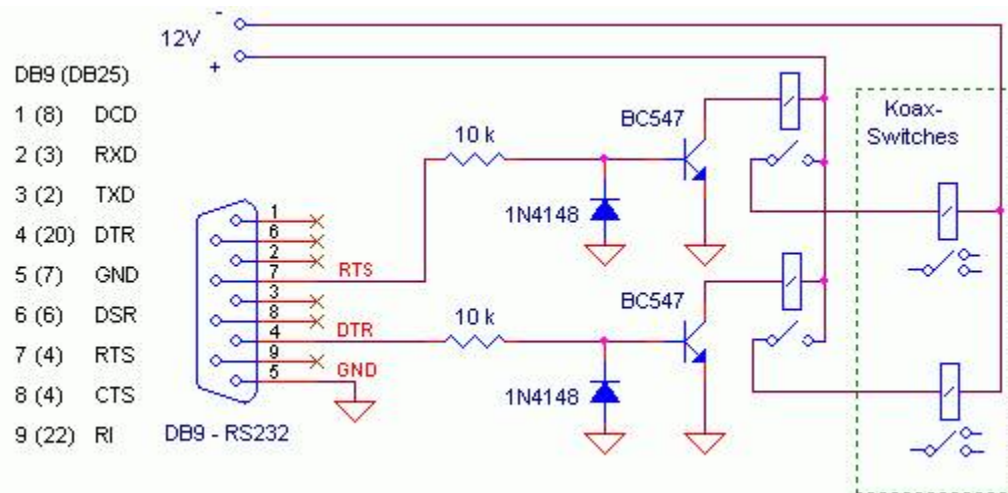 -
12V
+
DB9 (DB25)
1 (8) DCD
2 (3) RXD
3 (2) TXD
4 (20) DTR
5 (7) GND
6 (6) DSR
7 (4) RTS
8 (4) CTS
9 (22) RI
1
6
2
7
3
8
4
9
5
DB9 - RS232
RTS
DTR
GND
10 k
1N4148
BC547
10 k
1N4148
BC547
Koax-
Switches